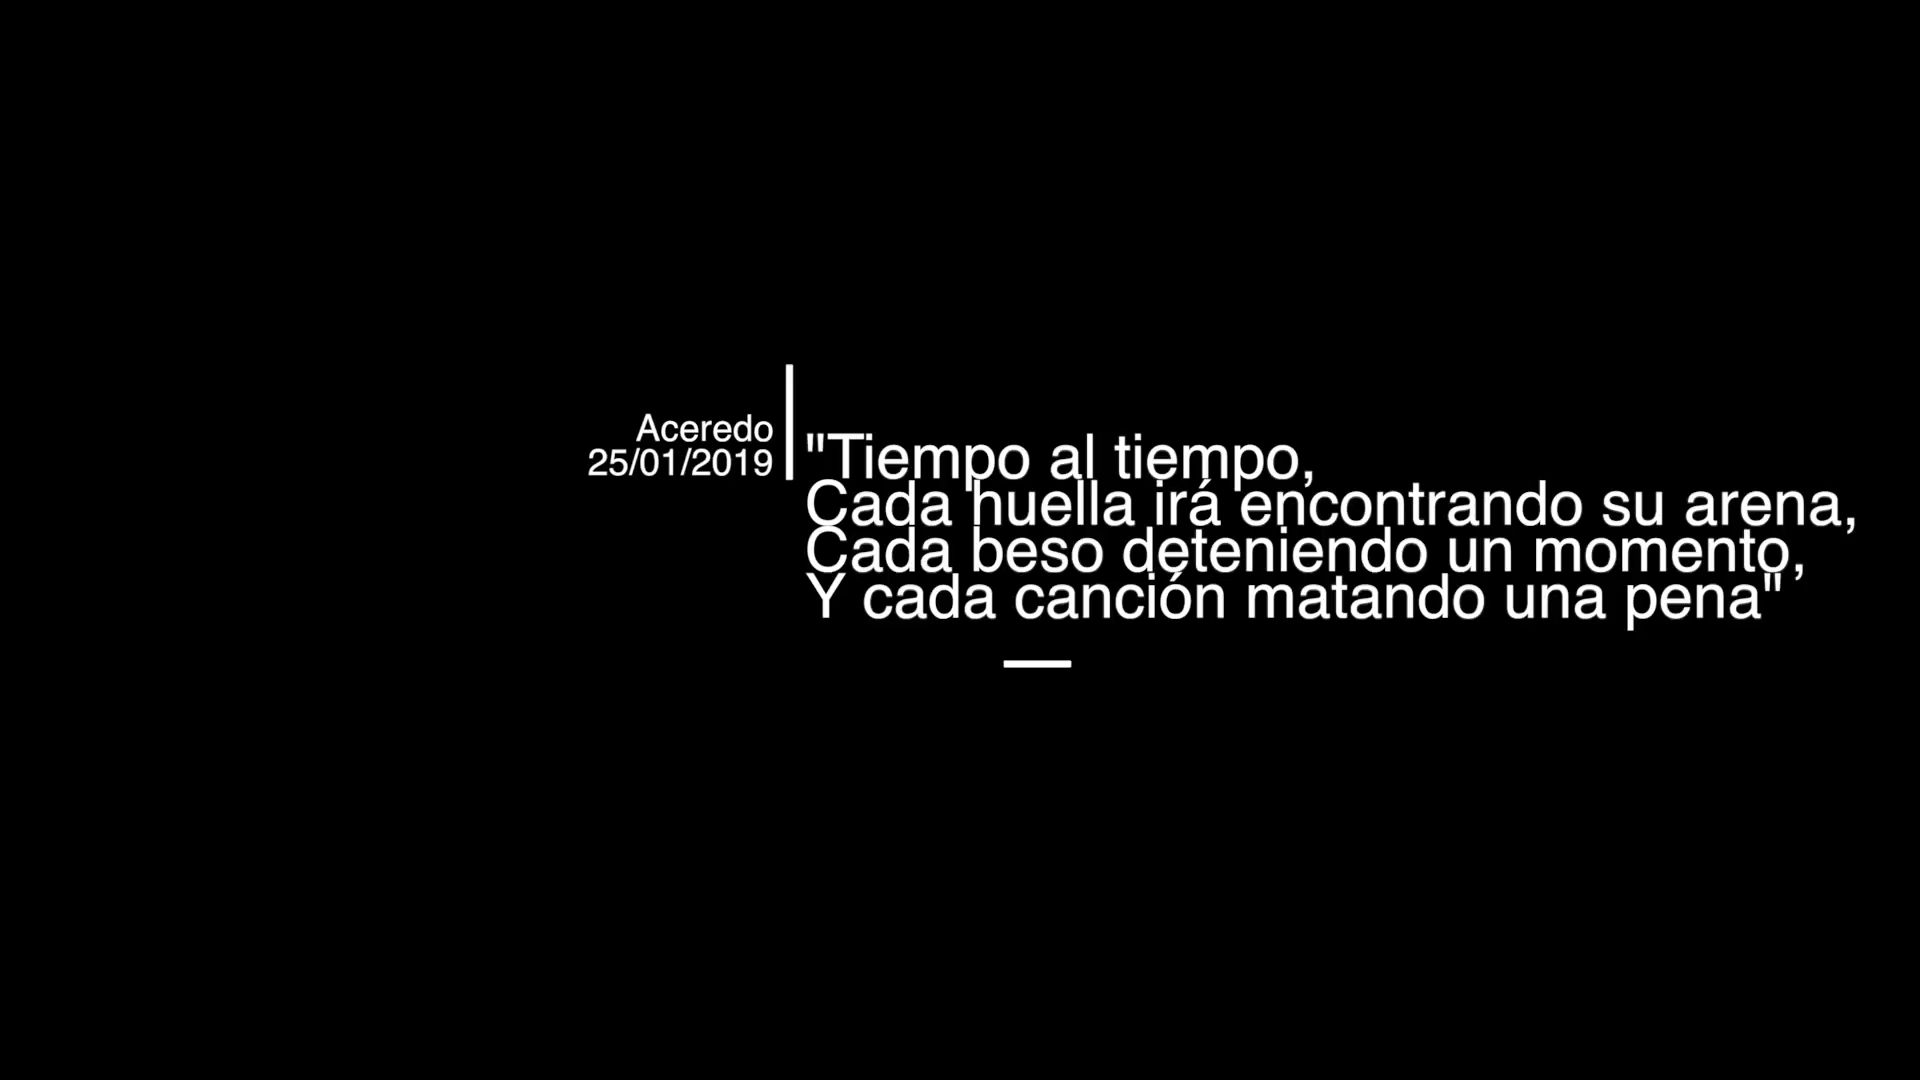 Aceredo
25/01/2019
"Tiempo al tiempo,
Cada huella irá encontrando su arena,
Cada beso deteniendo un momento,
Y cada canción matando una pena"